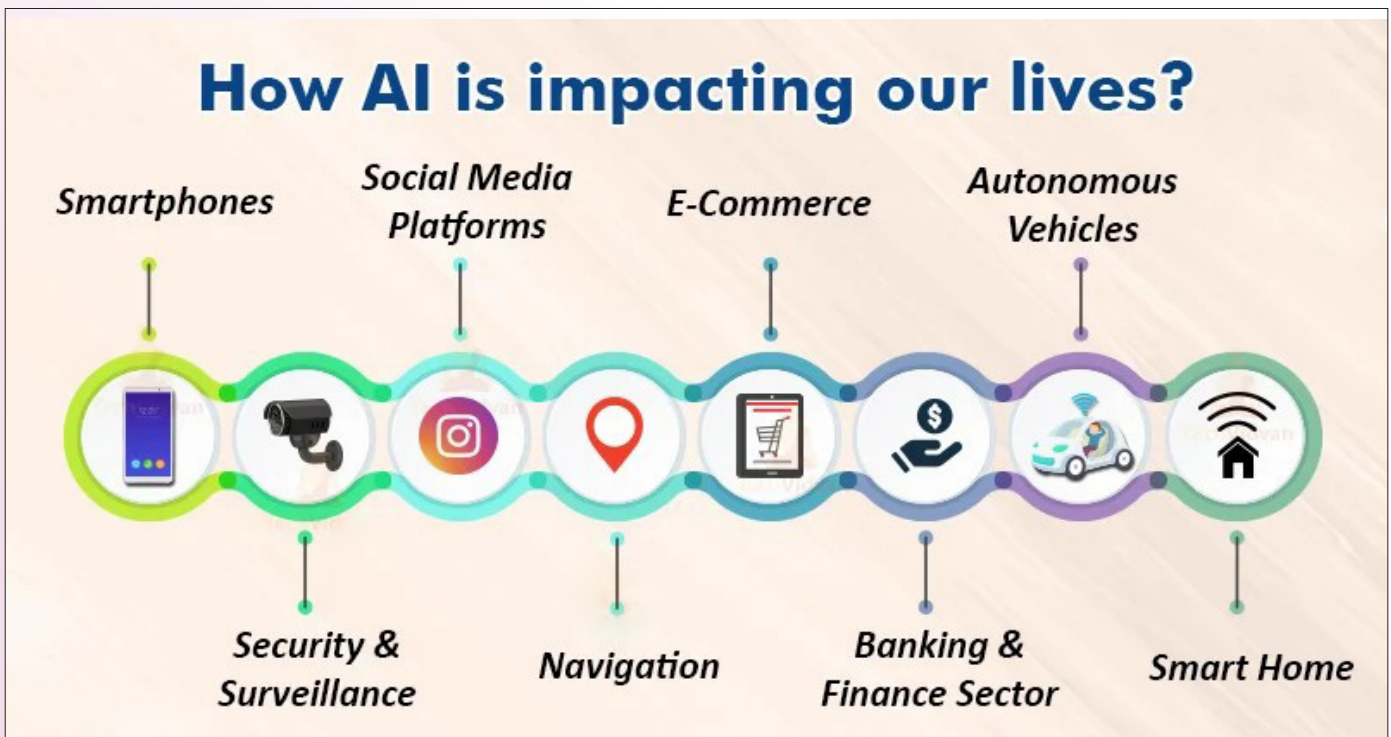 How AI is impacting our lives?
Smartphones
Social Media
Platforms
E-Commerce
Autonomous
Vehicles
Security &
Surveillance
Navigation
Banking &
Finance Sector
Smart Home